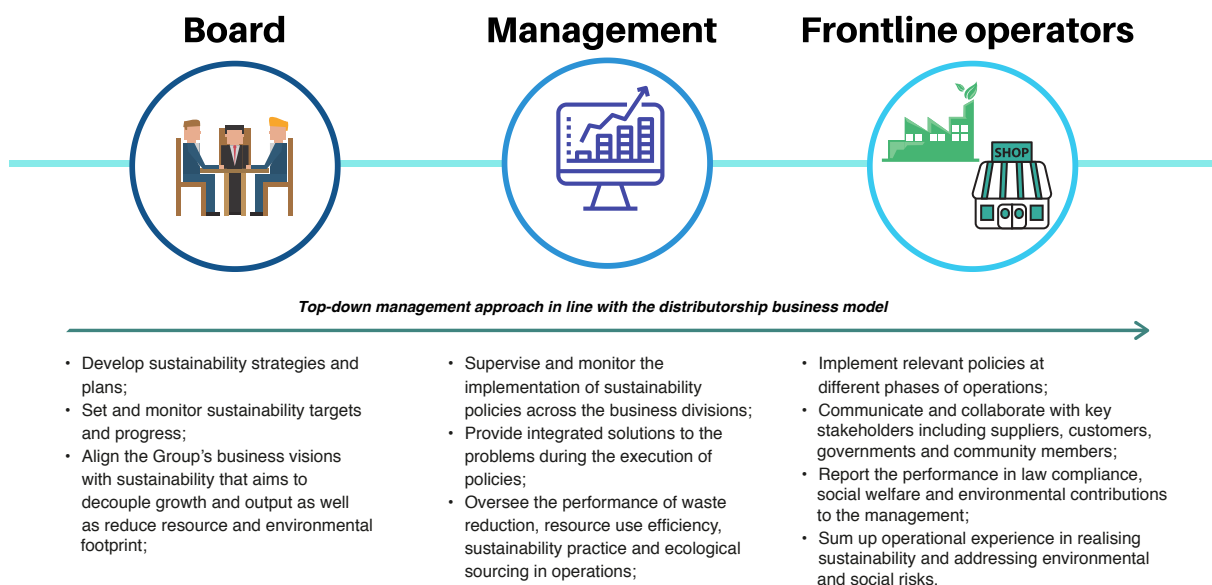 Board
Management
Frontline operators
SHOP
Top-down management approach in line with the distributorship business model
• Develop sustainability strategies and
plans;
• Set and monitor sustainability targets
and progress;
• Align the Group’s business visions
with sustainability that aims to
decouple growth and output as well
as reduce resource and environmental
footprint;
• Supervise and monitor the
implementation of sustainability
policies across the business divisions;
• Provide integrated solutions to the
problems during the execution of
policies;
• Oversee the performance of waste
reduction, resource use efficiency,
sustainability practice and ecological
sourcing in operations;
• Implement relevant policies at
different phases of operations;
• Communicate and collaborate with key
stakeholders including suppliers, customers,
governments and community members;
• Report the performance in law compliance,
social welfare and environmental contributions
to the management;
• Sum up operational experience in realising
sustainability and addressing environmental
and social risks.